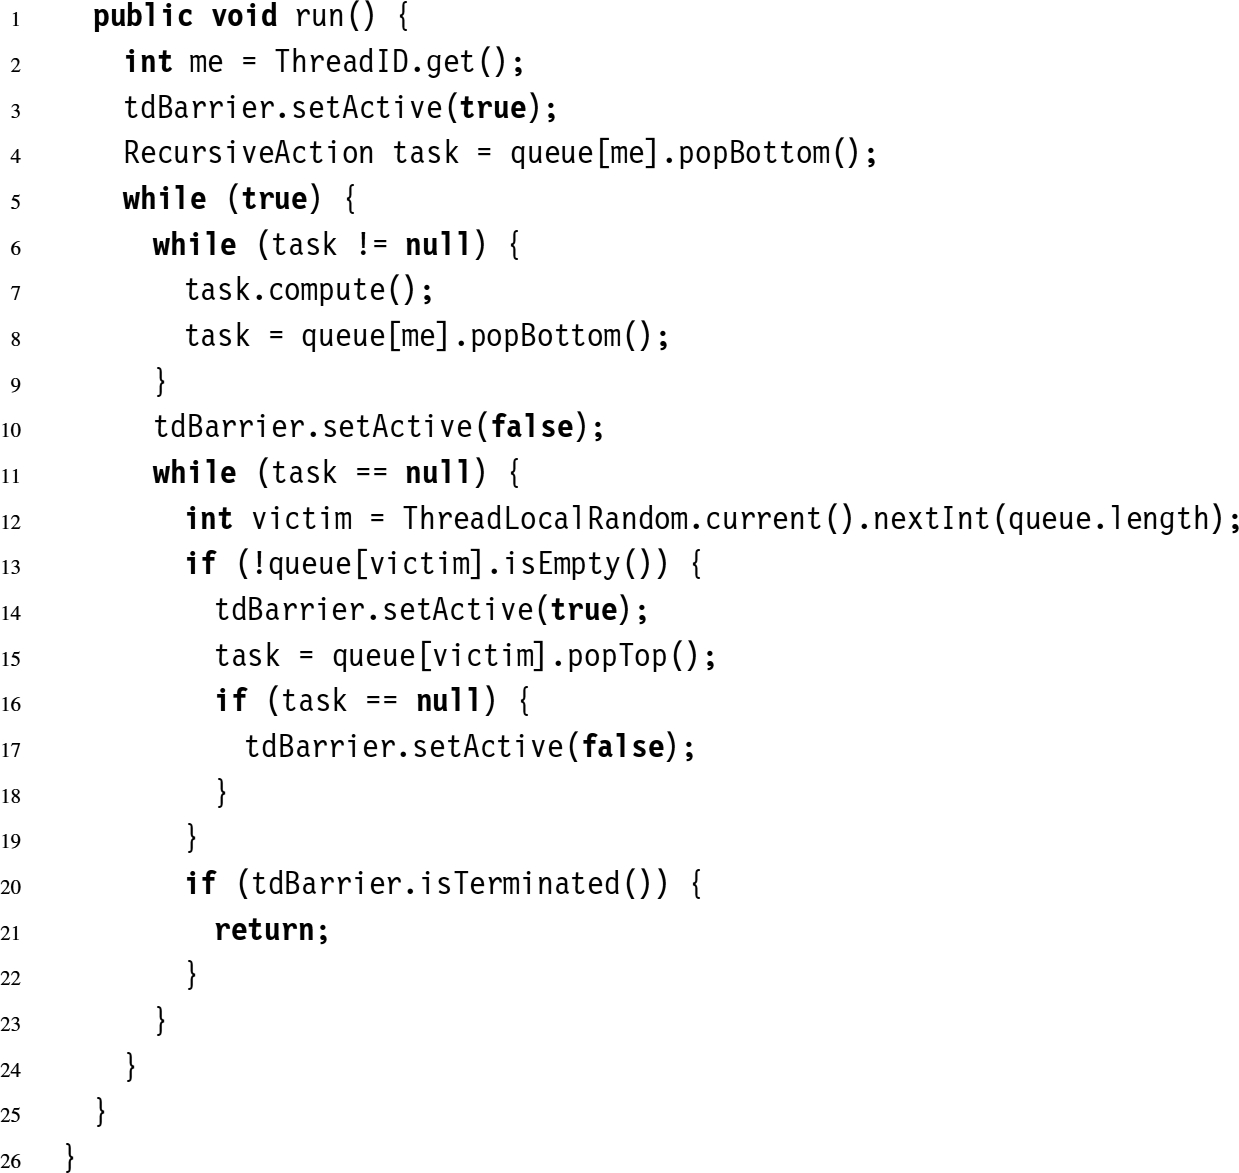 1 public void run() {
2 int me = ThreadID.get();
3 tdBarrier.setActive(true);
4 RecursiveAction task = queue[me].popBottom();
5 while (true) {
6 while (task != null) {
7 task.compute();
8 task = queue[me].popBottom();
9 }
10 tdBarrier.setActive(false);
11 while (task == null) {
12 int victim = ThreadLocalRandom.current().nextInt(queue.length);
13 if (!queue[victim].isEmpty()) {
14 tdBarrier.setActive(true);
15 task = queue[victim].popTop();
16 if (task == null) {
17 tdBarrier.setActive(false);
18 }
19 }
20 if (tdBarrier.isTerminated()) {
21 return;
22 }
23 }
24 }
25 }
26 }